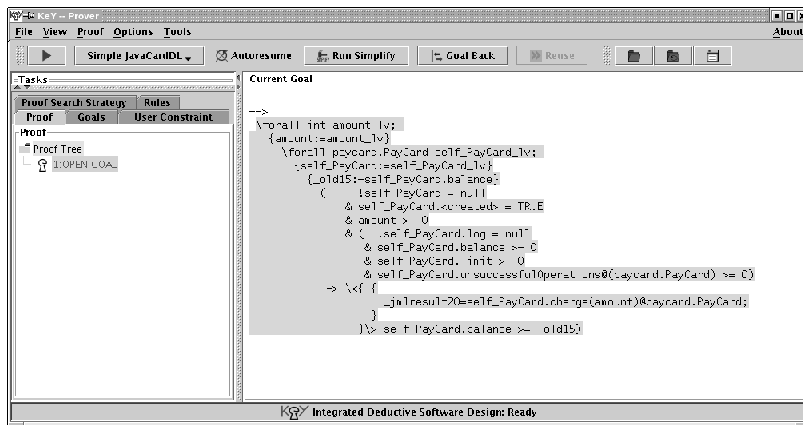 KeY -- Prover
File View Proof Options Tools About
Simple JavaCardDL Autoresume Run Simplify Goal Back Reuse
Tasks
Proof Search Strategy Rules
Proof Goals User Constraint
Proof
Proof Tree
1:OPEN GOAL
Current Goal
-->
\forall int amount_lv;
{amount:=amount_lv}
\forall paycard.PayCard self_PayCard_lv;
{self_PayCard:=self_PayCard_lv}
{_old15:=self_PayCard.balance}
( !self_PayCard = null
& self_PayCard.<created> = TRUE
& amount > 0
& ( !self_PayCard.log = null
& self_PayCard.balance >= 0
& self_PayCard. init > 0
& self_PayCard.unsuccessfulOperations@(paycard.PayCard) >= 0)
-> \<{ {
_jmlresult20=self_PayCard.charge(amount)@paycard.PayCard;
}
}\> self_PayCard.balance >= _old15)
KeY Integrated Deductive Software Design: Ready